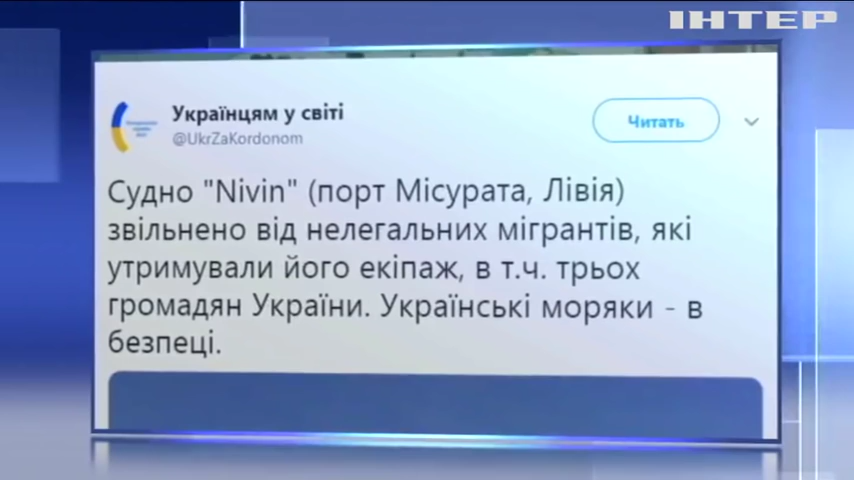 ІНТЕР
Українцям у світі
@UkrZaKordonom
Читать
Судно "Nivin" (порт Місурата, Лівія)
звільнено від нелегальних мігрантів, які
утримували його екіпаж, в т.ч. трьох
громадян України. Українські моряки - в
безпеці.